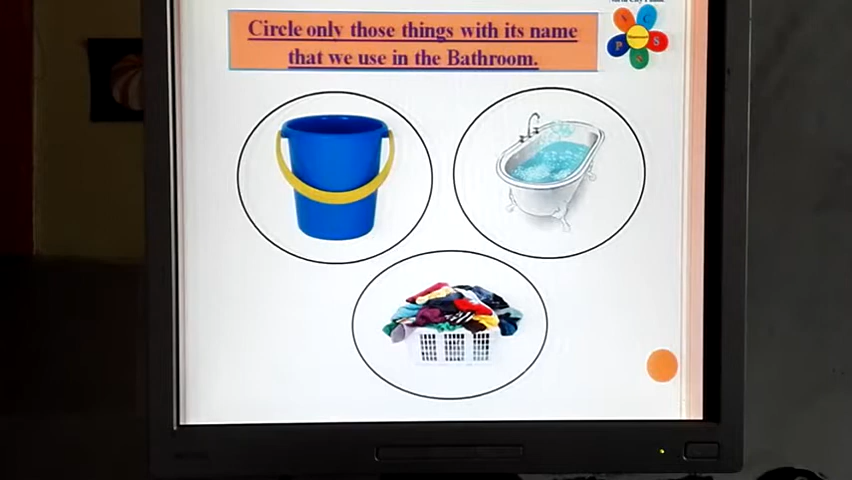 Circle only those things with its name
that we use in the Bathroom.
C
S
P